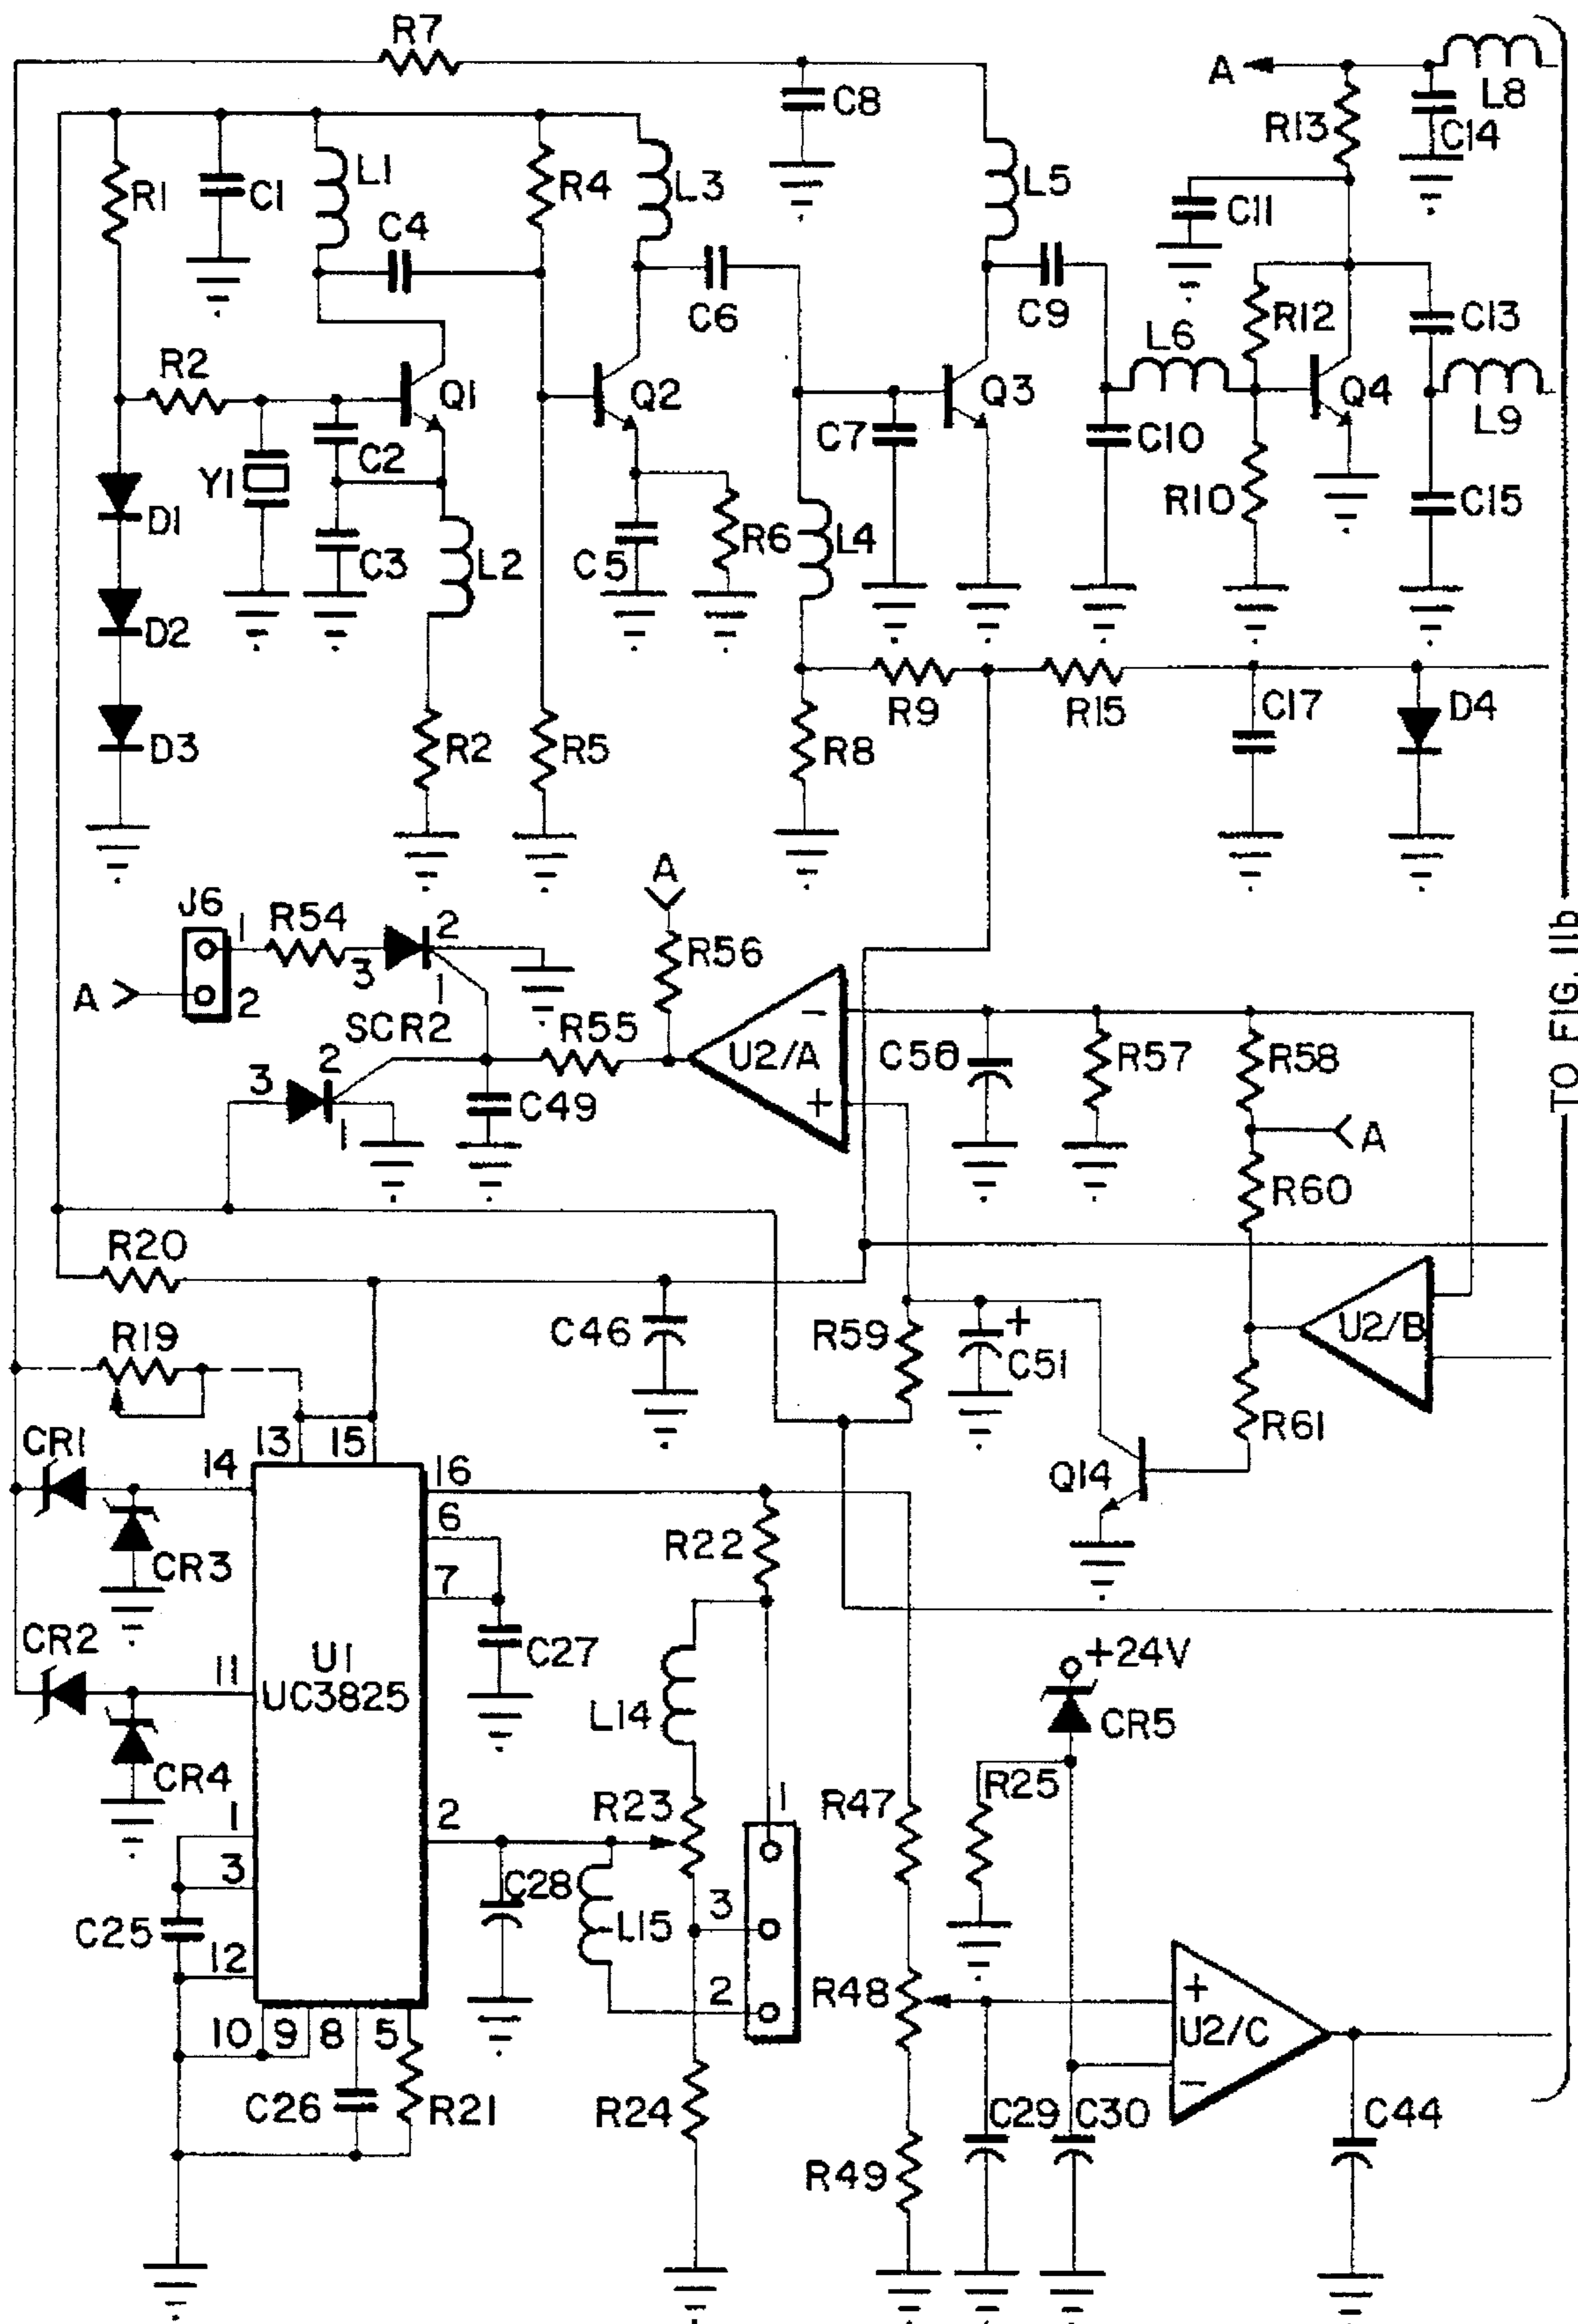 R7
A
L8
C8
R13
C14
R1
C1
L1
R4
L3
L5
C11
C4
C6
C9
R12
C13
R2
L6
Q1
Q2
Q3
Q4
L9
C7
C10
C2
Y1
R10
C15
D1
C3
L2
C5
R6
L4
D2
R9
R15
C17
D4
D3
R2
R5
R8
A
J6
1
R54
2
3
R56
A
2
1
SCR2
R55
U2/A
-
+
C58
R57
R58
3
2
1
C49
A
R60
TO FIG. 11b
R20
R19
C46
R59
+
C51
U2/B
R61
CR1
14
13
15
16
Q14
6
R22
CR3
7
CR2
11
U1
UC3825
C27
+24V
CR5
L14
CR4
R25
1
2
R23
1
R47
3
C28
3
C25
L15
12
2
R48
+
U2/C
-
10
9
8
5
C26
R21
R24
C29
C30
C44
R49